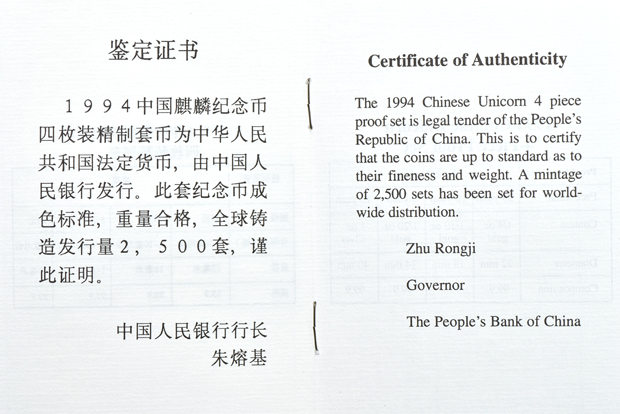 鉴定证书
1994中国麒麟纪念币
四枚装精制套币为中华人民
共和国法定货币，由中国人
民银行发行。此套纪念币成
色标准，重量合格，全球铸
造发行量2，500套，谨
此证明。
中国人民银行行长
朱熔基
Certificate of Authenticity
The 1994 Chinese Unicorn 4 piece
proof set is legal tender of the People's
Republic of China. This is to certify
that the coins are up to standard as to
their fineness and weight. A mintage
of 2,500 sets has been set for world-
wide distribution.
Zhu Rongji
Governor
The People's Bank of China